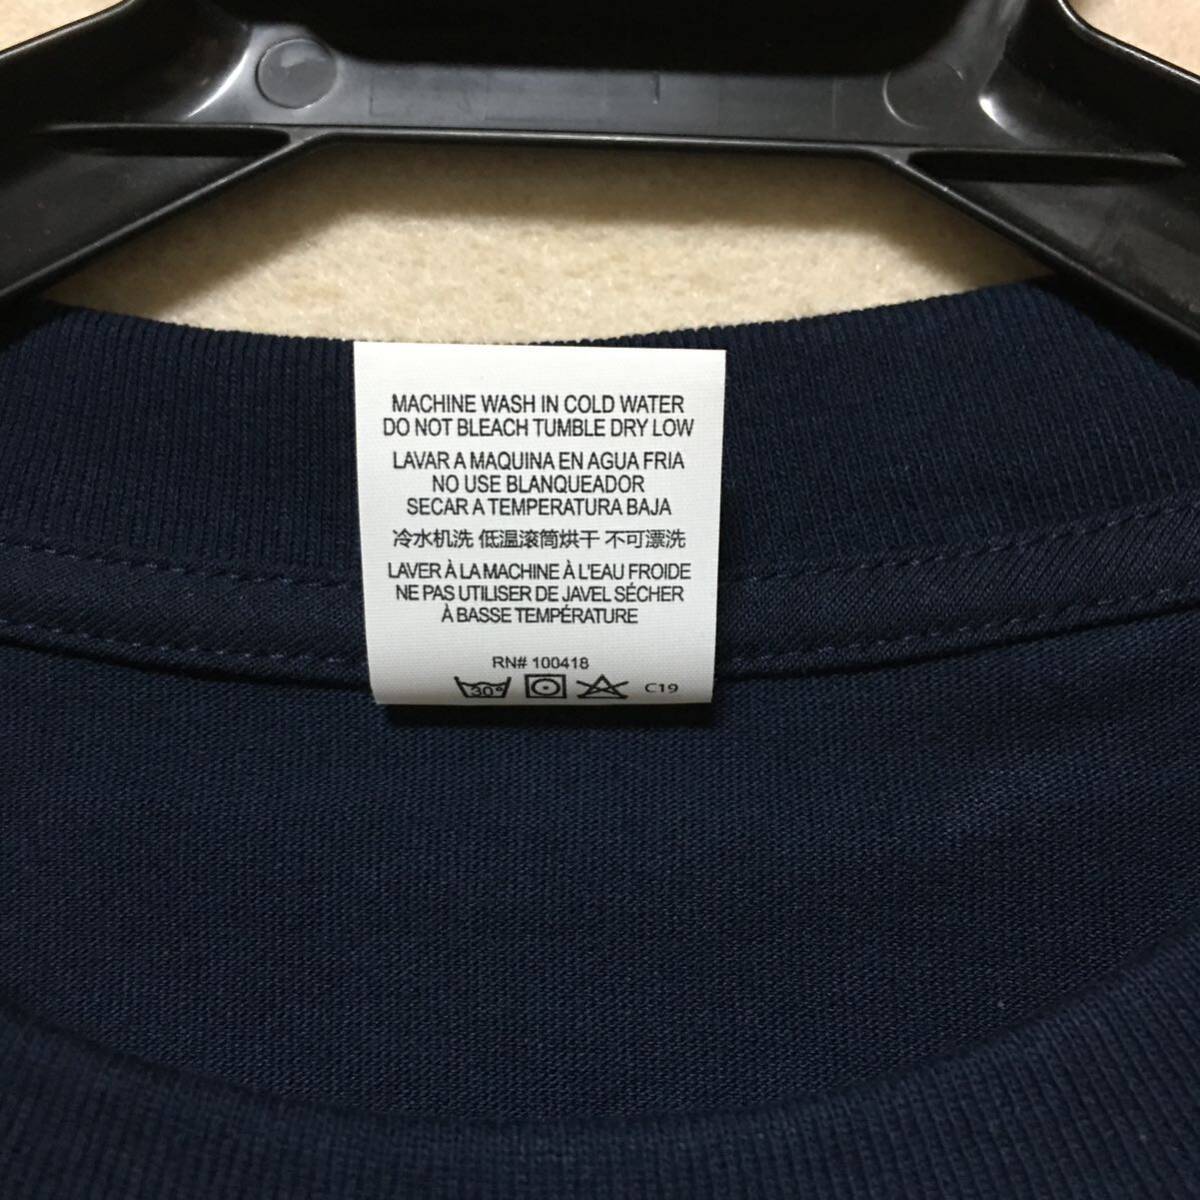 MACHINE WASH IN COLD WATER
DO NOT BLEACH TUMBLE DRY LOW
LAVAR A MAQUINA EN AGUA FRIA
NO USE BLANQUEADOR
SECAR A TEMPERATURA BAJA
冷水机洗 低温滚筒烘干 不可漂洗
LAVER À LA MACHINE À L'EAU FROIDE
NE PAS UTILISER DE JAVEL SÉCHER
À BASSE TEMPÉRATURE
RN# 100418
30° C19